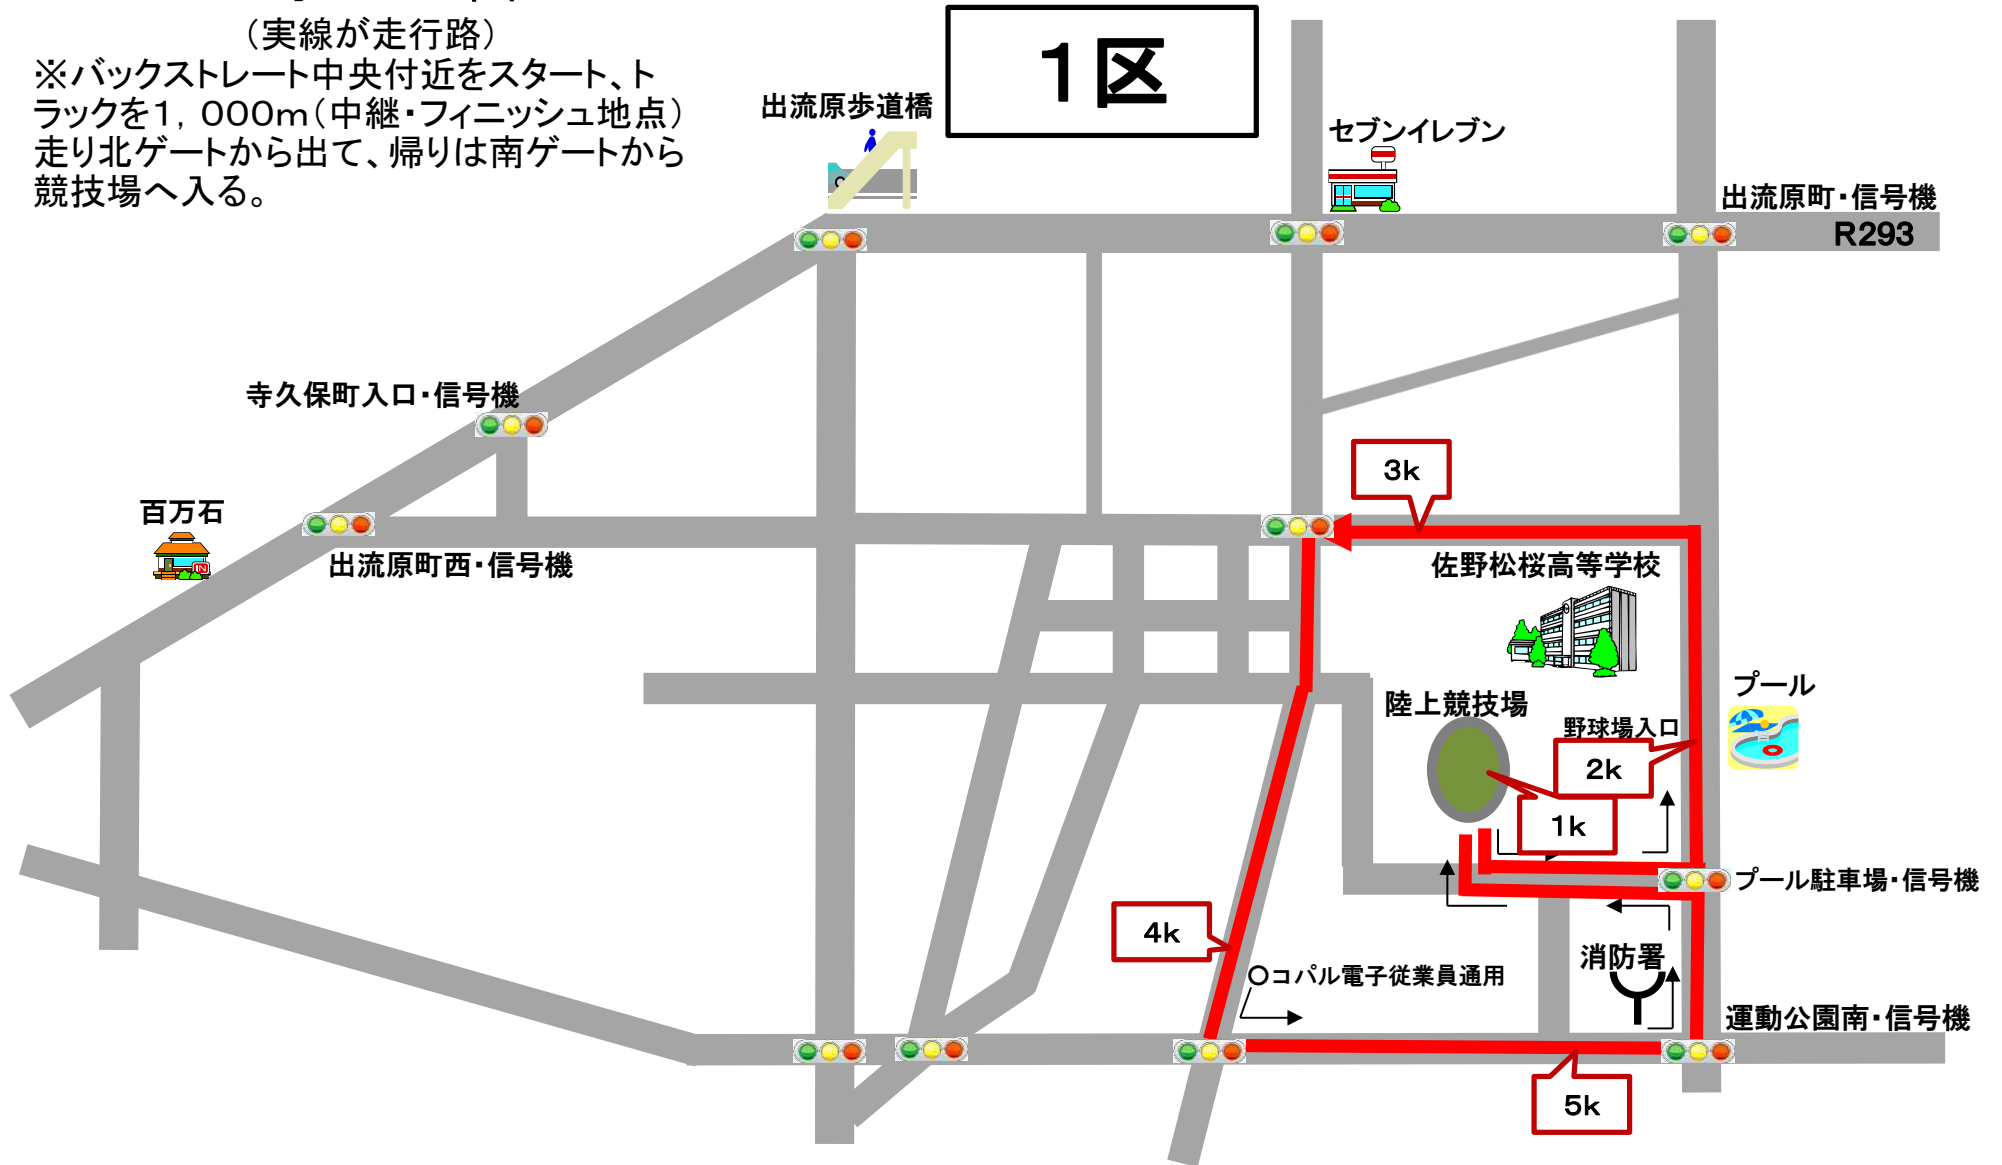 （実線が走行路）
※バックストレート中央付近をスタート、ト
ラックを１，０００ｍ（中継・フィニッシュ地点）
走り北ゲートから出て、帰りは南ゲートから
競技場へ入る。
１区
出流原歩道橋
セブンイレブン
出流原町・信号機
R293
寺久保町入口・信号機
3k
百万石
出流原町西・信号機
佐野松桜高等学校
プール
陸上競技場
野球場入口
2k
1k
プール駐車場・信号機
4k
消防署
○コパル電子従業員通用
運動公園南・信号機
5k